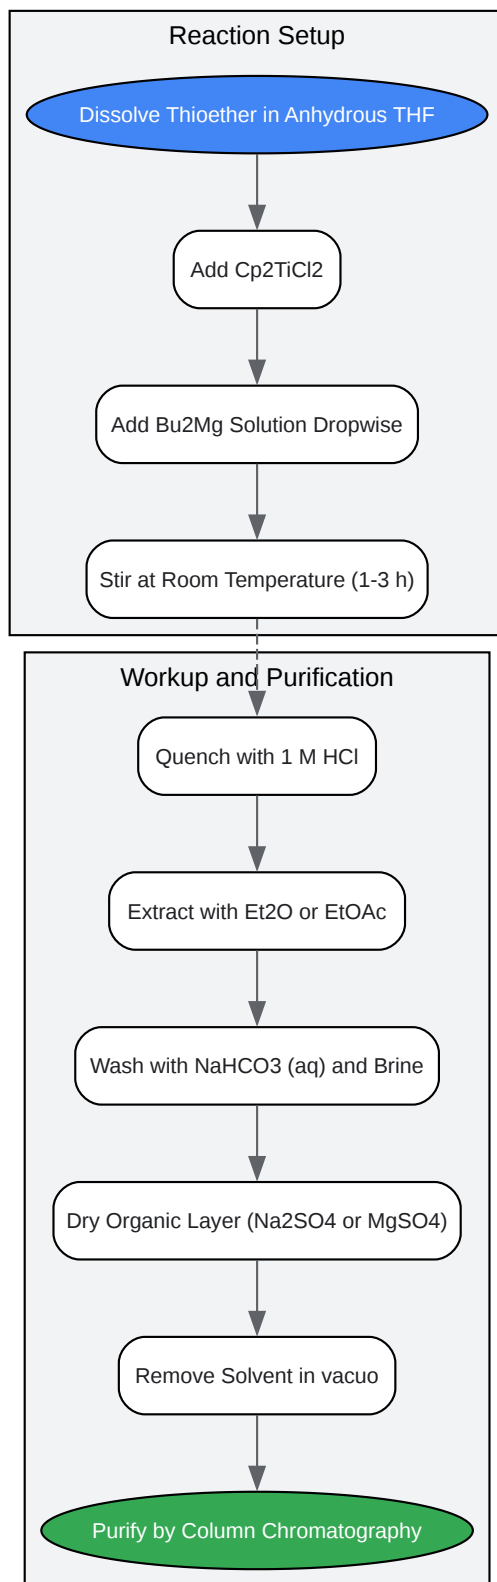 Reaction Setup
Dissolve Thioether in Anhydrous THF
Add Cp2TiCl2
Add Bu2Mg Solution Dropwise
Stir at Room Temperature (1-3 h)
Workup and Purification
Quench with 1 M HCl
Extract with Et2O or EtOAc
Wash with NaHCO3 (aq) and Brine
Dry Organic Layer (Na2SO4 or MgSO4)
Remove Solvent in vacuo
Purify by Column Chromatography